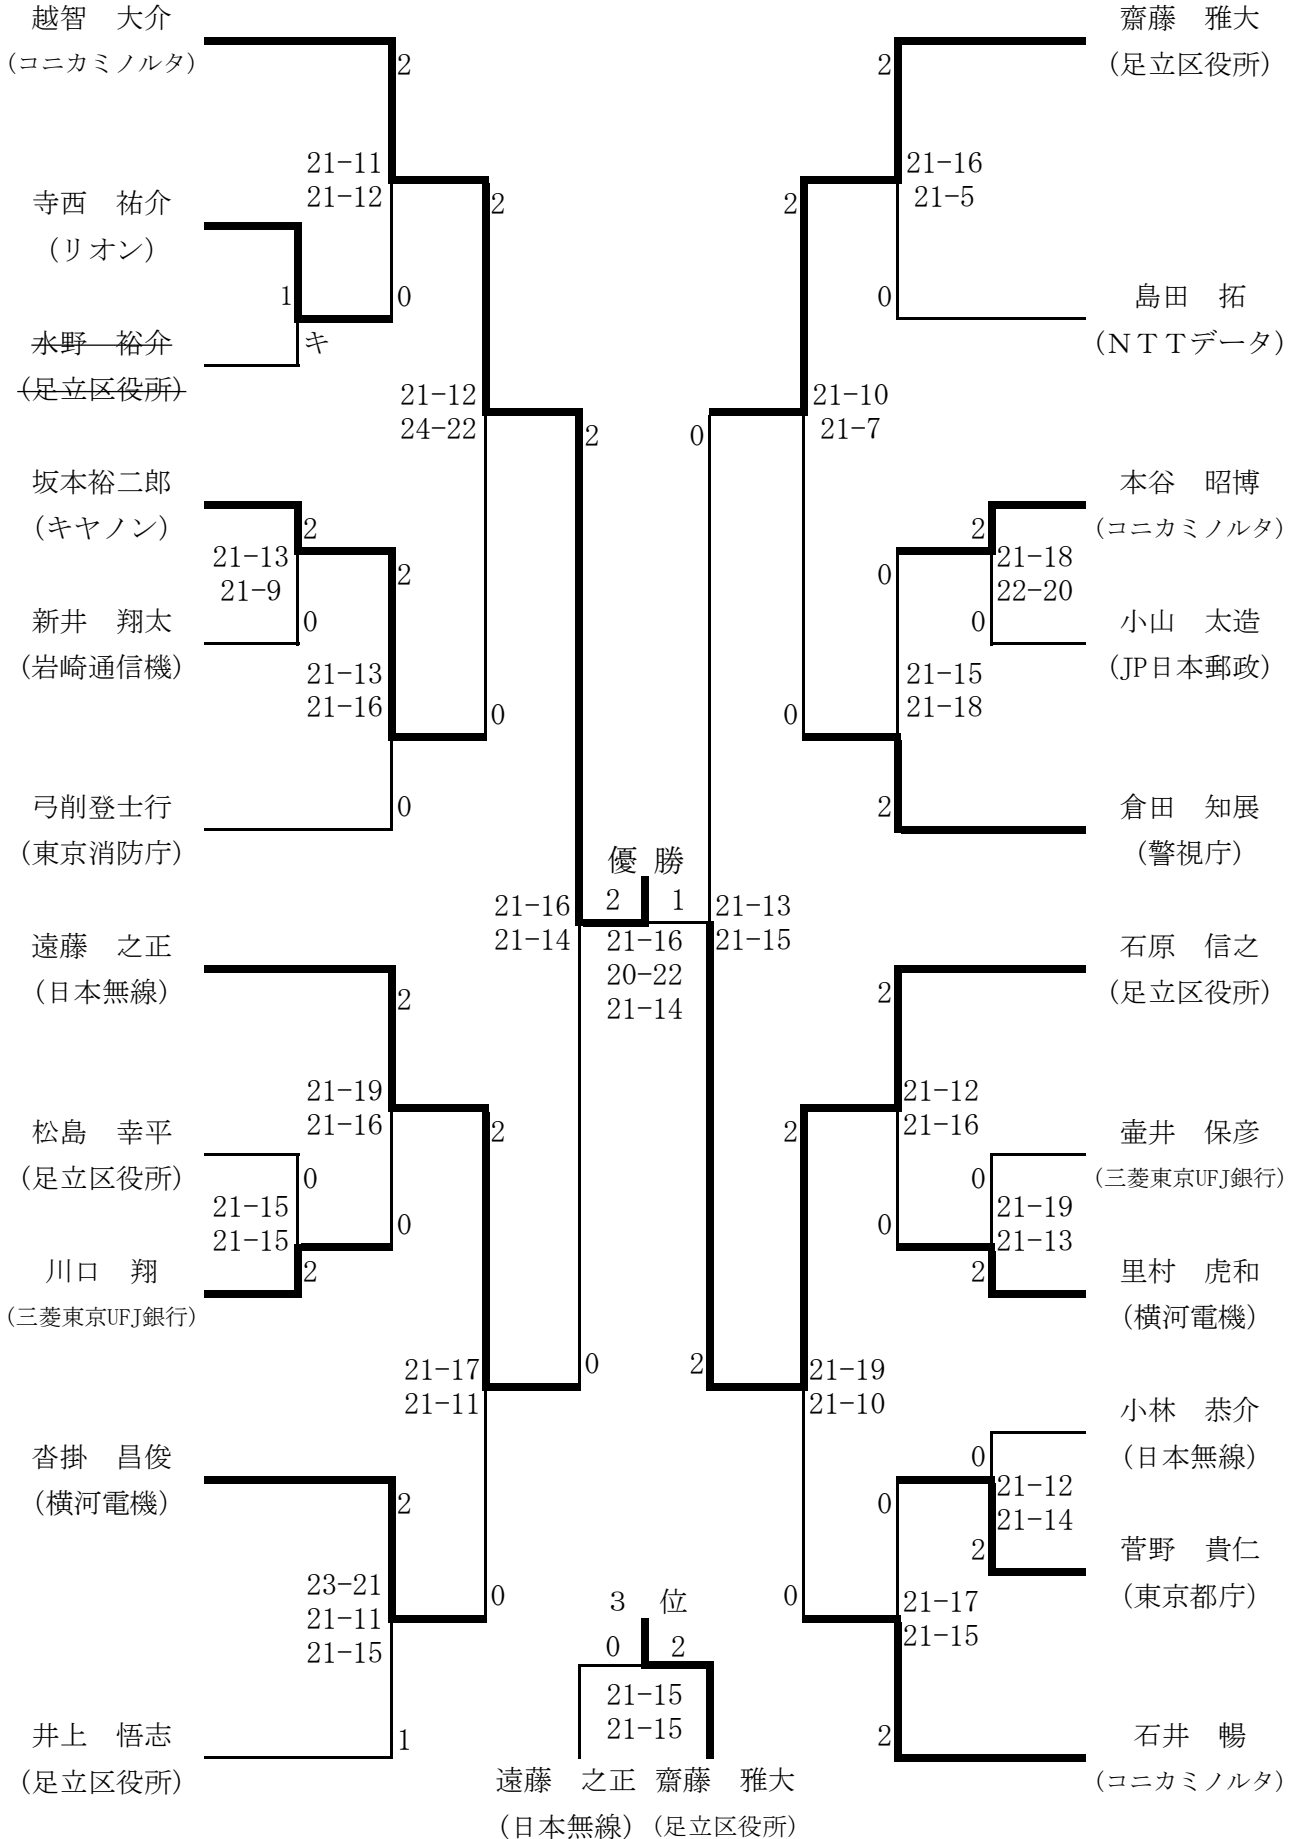 越智　大介
(コニカミノルタ)
2
21-11
21-12
寺西　祐介
(リオン)
2
1
0
水野　裕介
キ
(足立区役所)
21-12
24-22
2
坂本裕二郎
(キヤノン)
2
21-13
21-9
2
新井　翔太
0
(岩崎通信機)
21-13
21-16
0
弓削登士行
0
(東京消防庁)
21-16
21-14
遠藤　之正
(日本無線)
2
21-19
21-16
松島　幸平
2
(足立区役所)
0
21-15
21-15
0
川口　翔
2
(三菱東京UFJ銀行)
21-17
21-11
0
沓掛　昌俊
(横河電機)
2
23-21
21-11
21-15
0
井上　悟志
1
(足立区役所)
優 勝
2　1
21-16
20-22
21-14
3　位
0　2
21-15
21-15
遠藤　之正　齋藤　雅大
(日本無線)　(足立区役所)
齋藤　雅大
2
(足立区役所)
21-16
21-5
2
0
島田　拓
(ＮＴＴデータ)
21-10
21-7
0
本谷　昭博
2
(コニカミノルタ)
21-18
22-20
0
0
小山　太造
(JP日本郵政)
21-15
21-18
0
2
倉田　知展
(警視庁)
21-13
21-15
石原　信之
2
(足立区役所)
21-12
21-16
2
壷井　保彦
0
(三菱東京UFJ銀行)
21-19
21-13
0
2
里村　虎和
(横河電機)
2
21-19
21-10
小林　恭介
0
(日本無線)
21-12
21-14
0
2
菅野　貴仁
(東京都庁)
0
21-17
21-15
2
石井　暢
(コニカミノルタ)